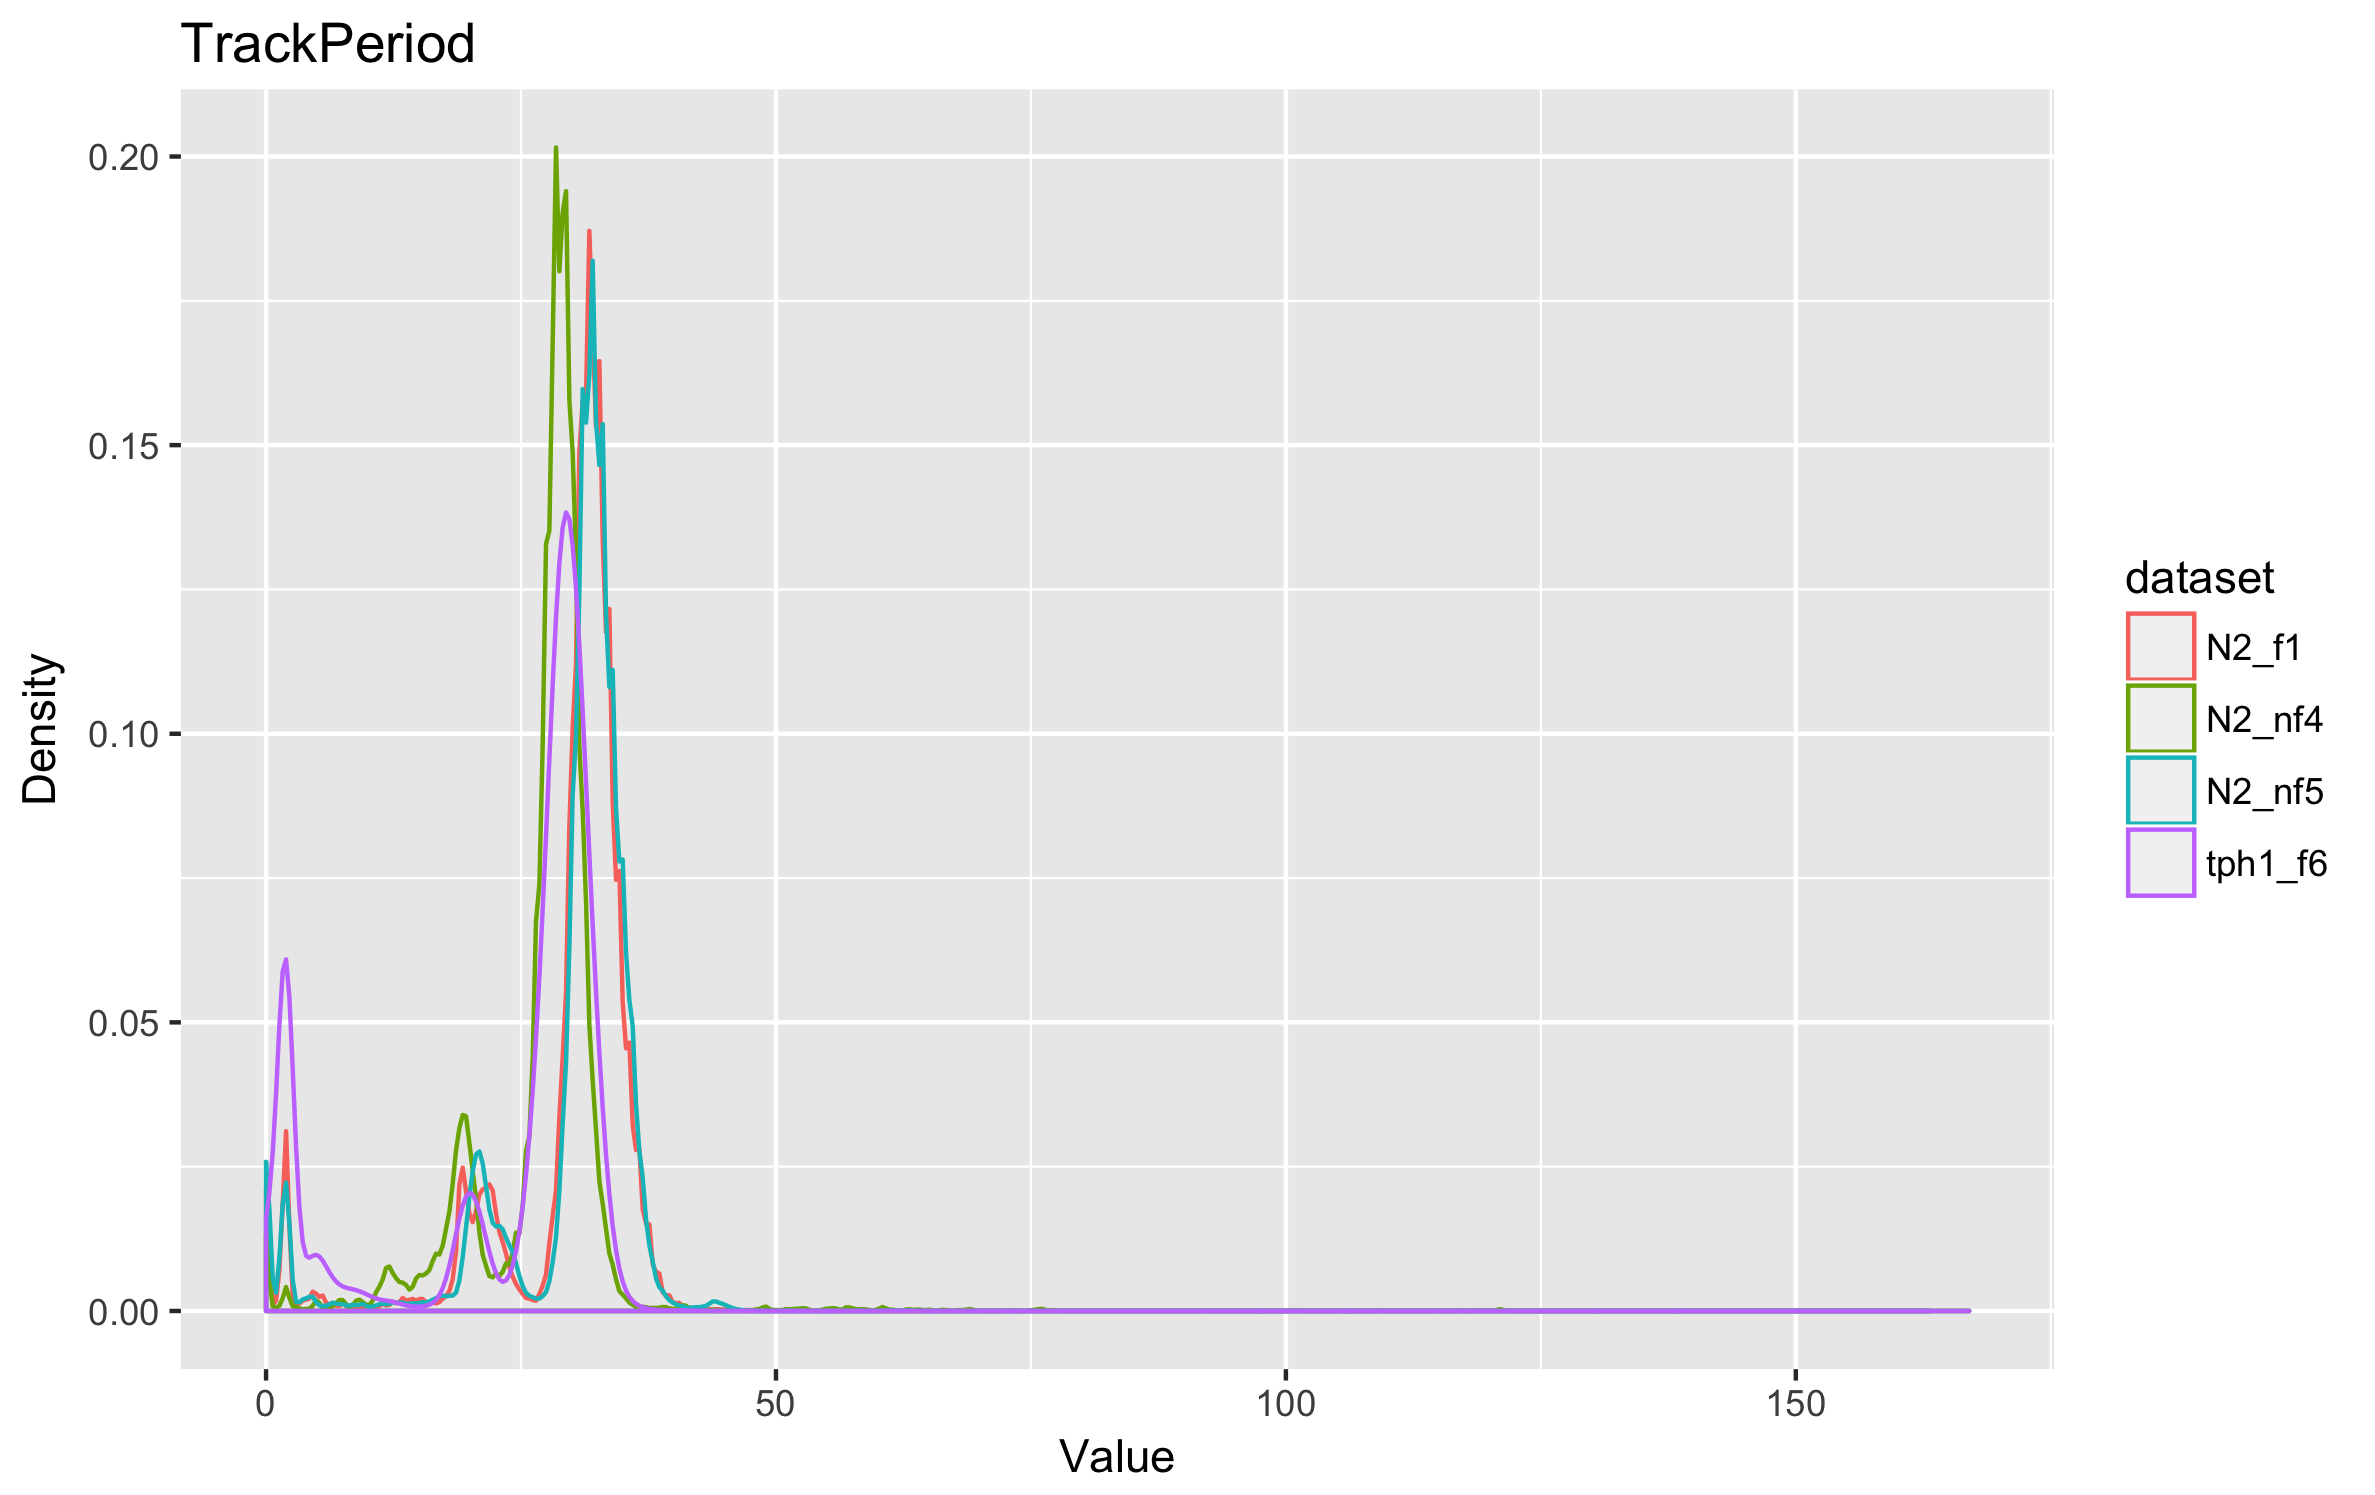 TrackPeriod
0.20
0.15
0.10
0.05
0.00
Density
0 50 100 150
Value
dataset
N2_f1
N2_nf4
N2_nf5
tph1_f6